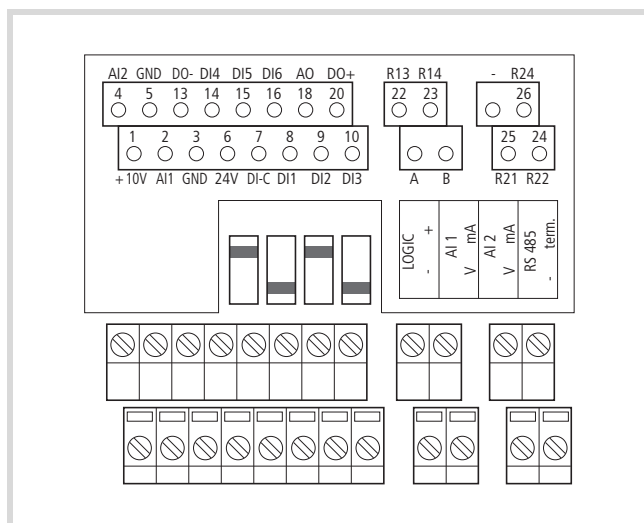 AI2 GND DO- DI4 DI5 DI6 AO DO+ R13 R14 - R24
4 5 13 14 15 16 18 20 22 23 26
1 2 3 6 7 8 9 10 25 24
+10V AI1 GND 24V DI-C DI1 DI2 DI3 A B R21 R22
LOGIC
- +
AI 1
V mA
AI 2
V mA
RS 485
- term.